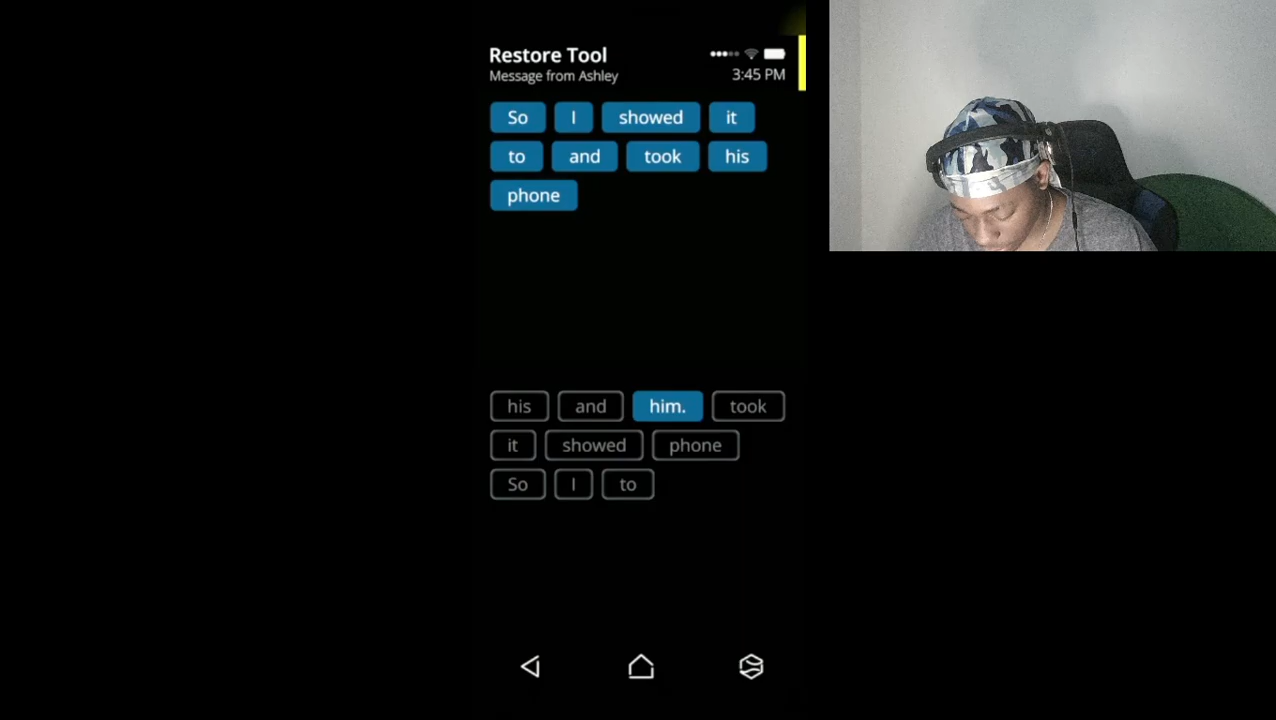 Restore Tool
Message from Ashley
3:45 PM
So I showed it
to and took his
phone
his and him. took
it showed phone
So I to